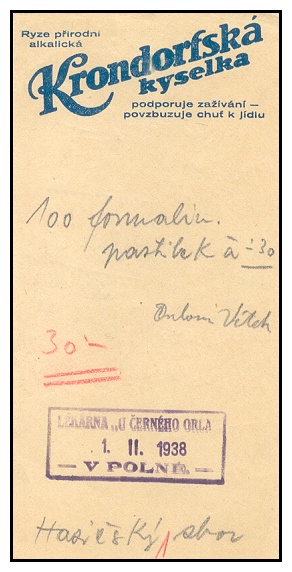 Ryze přírodní
alkalická
Krondorfská
kyselka
podporuje zažívání —
povzbuzuje chuť k jídlu
100 formalin.
pastilek à -.30
Vítek
30.-
LÉKÁRNA „U ČERNÉHO ORLA
1. II. 1938
— V POLNÉ. —
Hasičský sbor